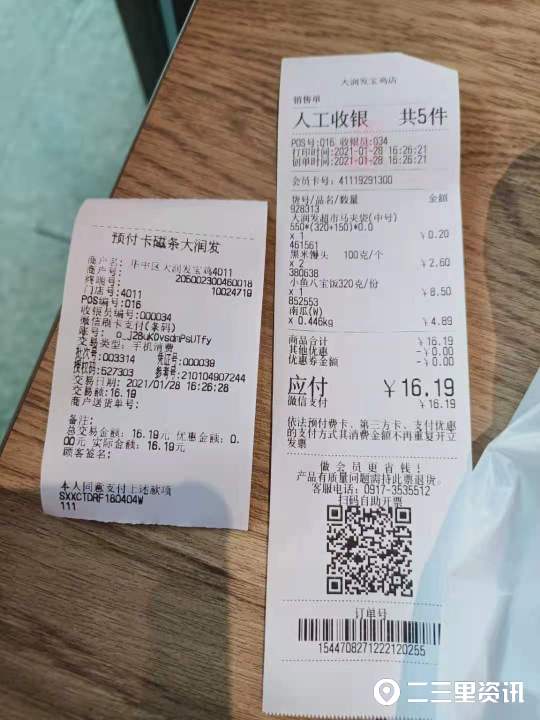 预付卡磁条大润发
商户名: 华中区大润发宝鸡4011
商户号: 205002300460018
终端号: 10024719
门店号: 4011
POS编号: 016
收银员编号: 000034
微信刷卡支付(条码)
账号: o_J28uKOvsdmPsUTfy
交易类型: 手机消费
批次号: 003314 凭证号: 000039
授权码: 527303 参考号: 210104907244
交易日期: 2021/01/28 16:26:28
交易金额: 16.19
商户送货单号:
备注:
总交易金额: 16.19元 优惠金额: 0.
00元 实际金额: 16.19元
顾客签名:
本人同意支付上述款项
SXXCTDRF180404W
111
大润发宝鸡店
销售单
人工收银 共5件
POS号:016 收银员:034
打印时间:2021-01-28 16:26:21
创单时间:2021-01-28 16:26:21
会员卡号: 41119291300
货号/品名/数量 金额
928313
大润发超市马夹袋(中号)
550*(320+150)*0.0
x 1 ￥0.20
461561
黑米馒头 100克/个
x 2 ￥2.60
380638
小鱼八宝饭320克/份
x 1 ￥8.50
852553
南瓜(W)
x 0.446kg ￥4.89
商品合计 ￥16.19
其他优惠 -￥0.00
优惠券金额 -￥0.00
应付 ￥16.19
微信支付 ￥16.19
依法预付费卡、第三方卡、支付优惠
的支付方式其消费金额不再重复开立
发票
做会员更省钱!
产品有质量问题需持此票退货。
客服电话: 0917-3535512
扫码自助开票
订单号
1544708271222120255
二三里资讯